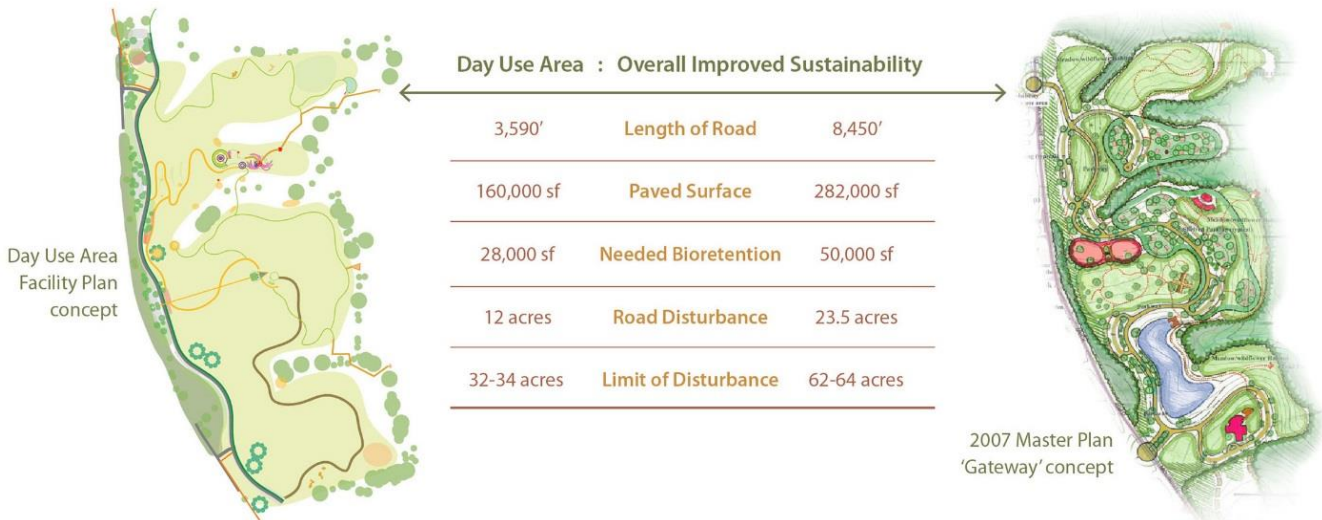 Day Use Area : Overall Improved Sustainability
3,590’ Length of Road 8,450’
160,000 sf Paved Surface 282,000 sf
28,000 sf Needed Bioretention 50,000 sf
12 acres Road Disturbance 23.5 acres
32-34 acres Limit of Disturbance 62-64 acres
Day Use Area
Facility Plan
concept
2007 Master Plan
‘Gateway’ concept